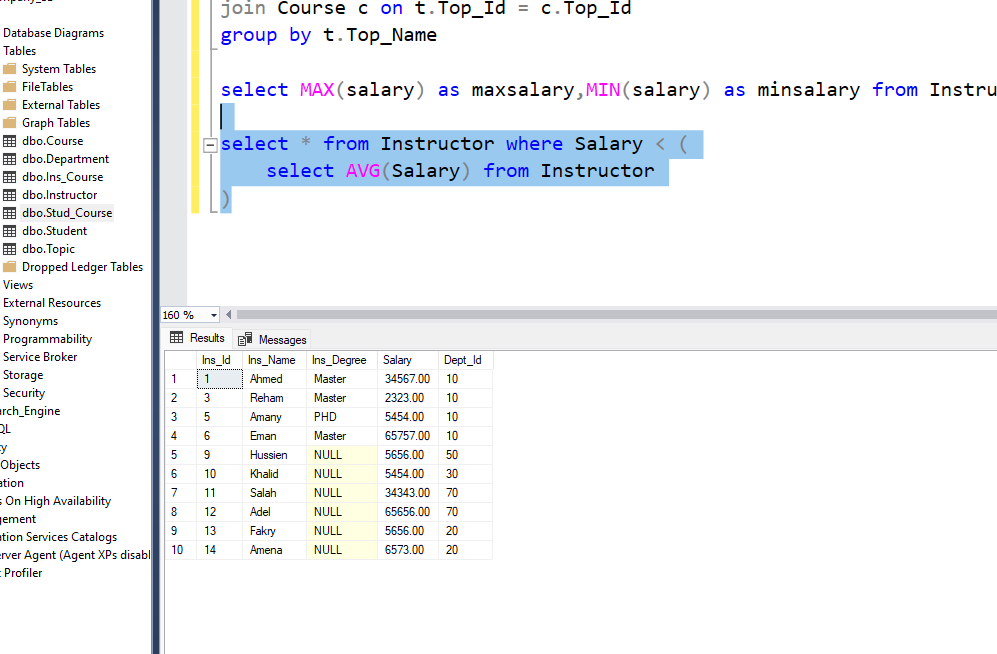 Database Diagrams
Tables
System Tables
FileTables
External Tables
Graph Tables
dbo.Course
dbo.Department
dbo.Ins_Course
dbo.Instructor
dbo.Stud_Course
dbo.Student
dbo.Topic
Dropped Ledger Tables
Views
External Resources
Synonyms
Programmability
Service Broker
Storage
Security
rch_Engine
QL
y
Objects
ation
s On High Availability
gement
ation Services Catalogs
erver Agent (Agent XPs disabl
Profiler
join Course c on t.Top_Id = c.Top_Id
group by t.Top_Name
select MAX(salary) as maxsalary,MIN(salary) as minsalary from Instru
select * from Instructor where Salary < (
select AVG(Salary) from Instructor
)
160 %
Results Messages
Ins_Id Ins_Name Ins_Degree Salary Dept_Id
1 1 Ahmed Master 34567.00 10
2 3 Reham Master 2323.00 10
3 5 Amany PHD 5454.00 10
4 6 Eman Master 65757.00 10
5 9 Hussien NULL 5656.00 50
6 10 Khalid NULL 5454.00 30
7 11 Salah NULL 34343.00 70
8 12 Adel NULL 65656.00 70
9 13 Fakry NULL 5656.00 20
10 14 Amena NULL 6573.00 20